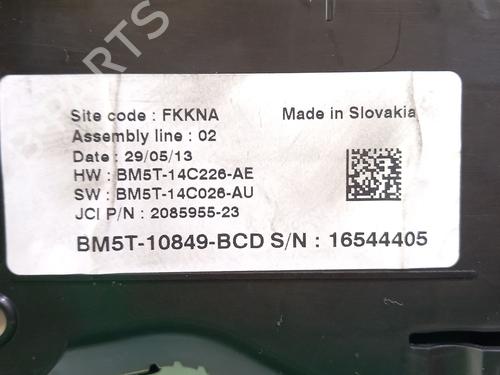 Site code : FKKNA
Made in Slovakia
Assembly line : 02
Date : 29/05/13
HW : BM5T-14C226-AE
SW : BM5T-14C026-AU
JCI P/N : 2085955-23
BM5T-10849-BCD S/N : 16544405